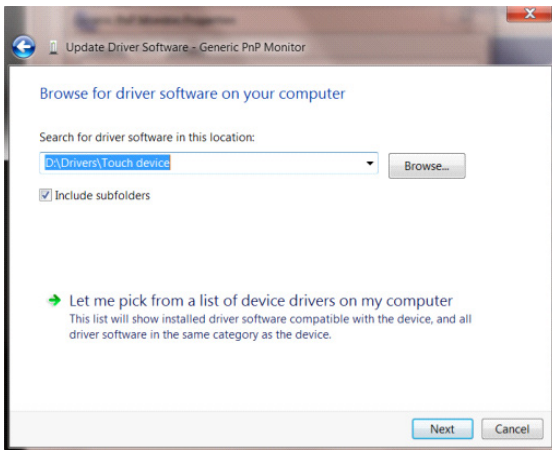 Update Driver Software - Generic PnP Monitor
Browse for driver software on your computer
Search for driver software in this location:
D:\Drivers\Touch device
Browse...
Include subfolders
Let me pick from a list of device drivers on my computer
This list will show installed driver software compatible with the device, and all
driver software in the same category as the device.
Next
Cancel